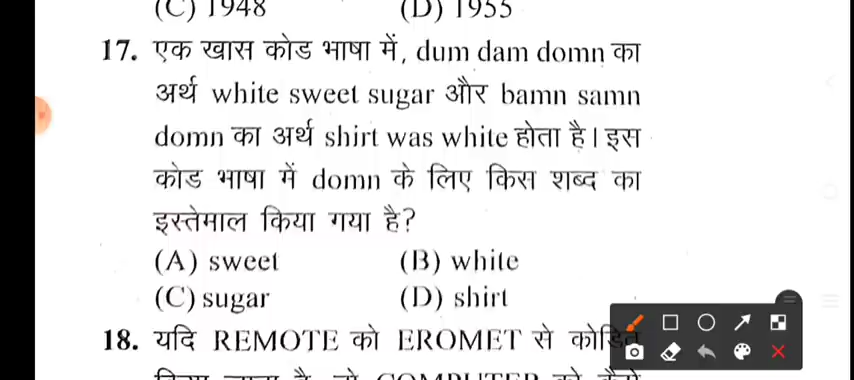 (C) 1948 (D) 1955
17. एक खास कोड भाषा में, dum dam domn का
अर्थ white sweet sugar और bamn samn
domn का अर्थ shirt was white होता है। इस
कोड भाषा में domn के लिए किस शब्द का
इस्तेमाल किया गया है?
(A) sweet (B) white
(C) sugar (D) shirt
18. यदि REMOTE को EROMET से कोडित